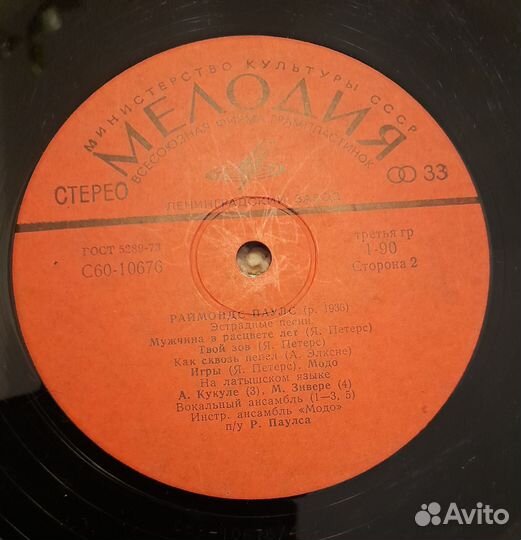 МИНИСТЕРСТВО КУЛЬТУРЫ СССР
МЕЛОДИЯ
ВСЕСОЮЗНАЯ ФИРМА ГРАМПЛАСТИНОК
СТЕРЕО
33
ЛЕНИНГРАДСКИЙ ЗАВОД
ГОСТ 5289-73
С60-10676
третья гр
1-90
Сторона 2
РАЙМОНДС ПАУЛС (р. 1936)
Эстрадные песни
Мужчина в расцвете лет (Я. Петерс)
Твой зов (Я. Петерс)
Как сквозь пепел (А. Элксне)
Игры (Я. Петерс). Модо
На латышском языке
А. Кукуле (3), М. Зивере (4)
Вокальный ансамбль (1—3, 5)
Инстр. ансамбль «Модо»
п/у Р. Паулса
Avito